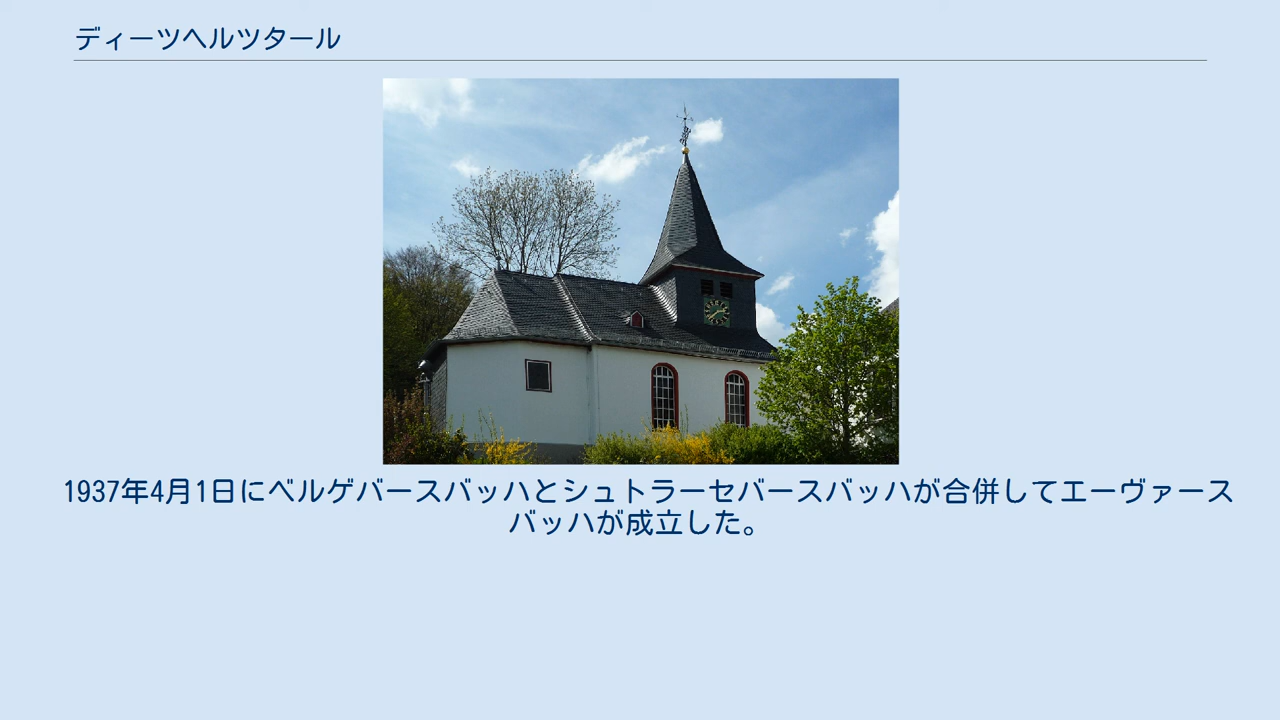 ディーツヘルツタール
1937年4月1日にベルゲバースバッハとシュトラーセバースバッハが合併してエーヴァース
バッハが成立した。